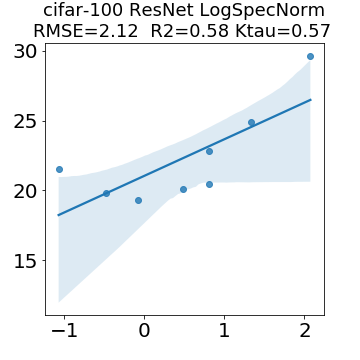 cifar-100 ResNet LogSpecNorm
RMSE=2.12 R2=0.58 Ktau=0.57
30
25
20
15
−1 0 1 2